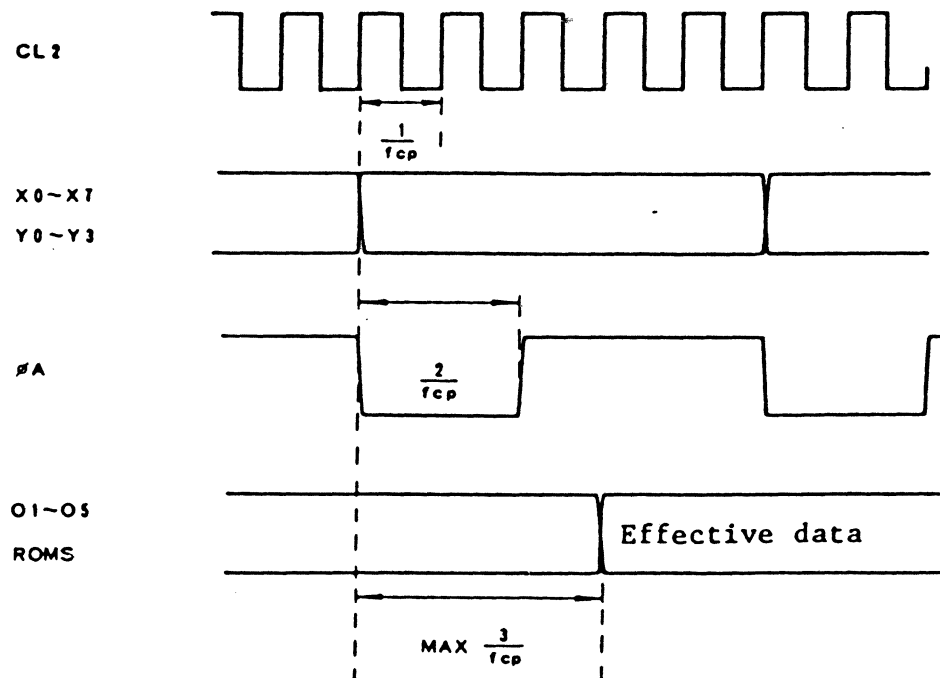 CL2
1
fcp
X0~X7
Y0~Y3
øA
2
fcp
O1~O5
ROMS
Effective data
MAX 3
fcp